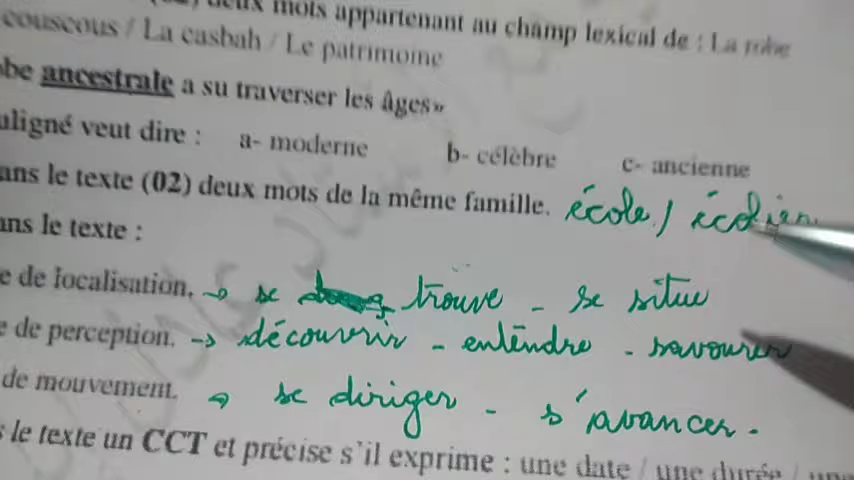 (02) deux mots appartenant au champ lexical de : La robe
couscous / La casbah / Le patrimoine
be ancestrale a su traverser les âges»
uligné veut dire : a- moderne b- célèbre c- ancienne
ans le texte (02) deux mots de la même famille. école / écolier
ans le texte :
e de localisation. → se trouve - se situe
e de perception. → découvrir - entendre - savourer
de mouvement. → se diriger - s'avancer.
s le texte un CCT et précise s'il exprime : une date / une durée / une